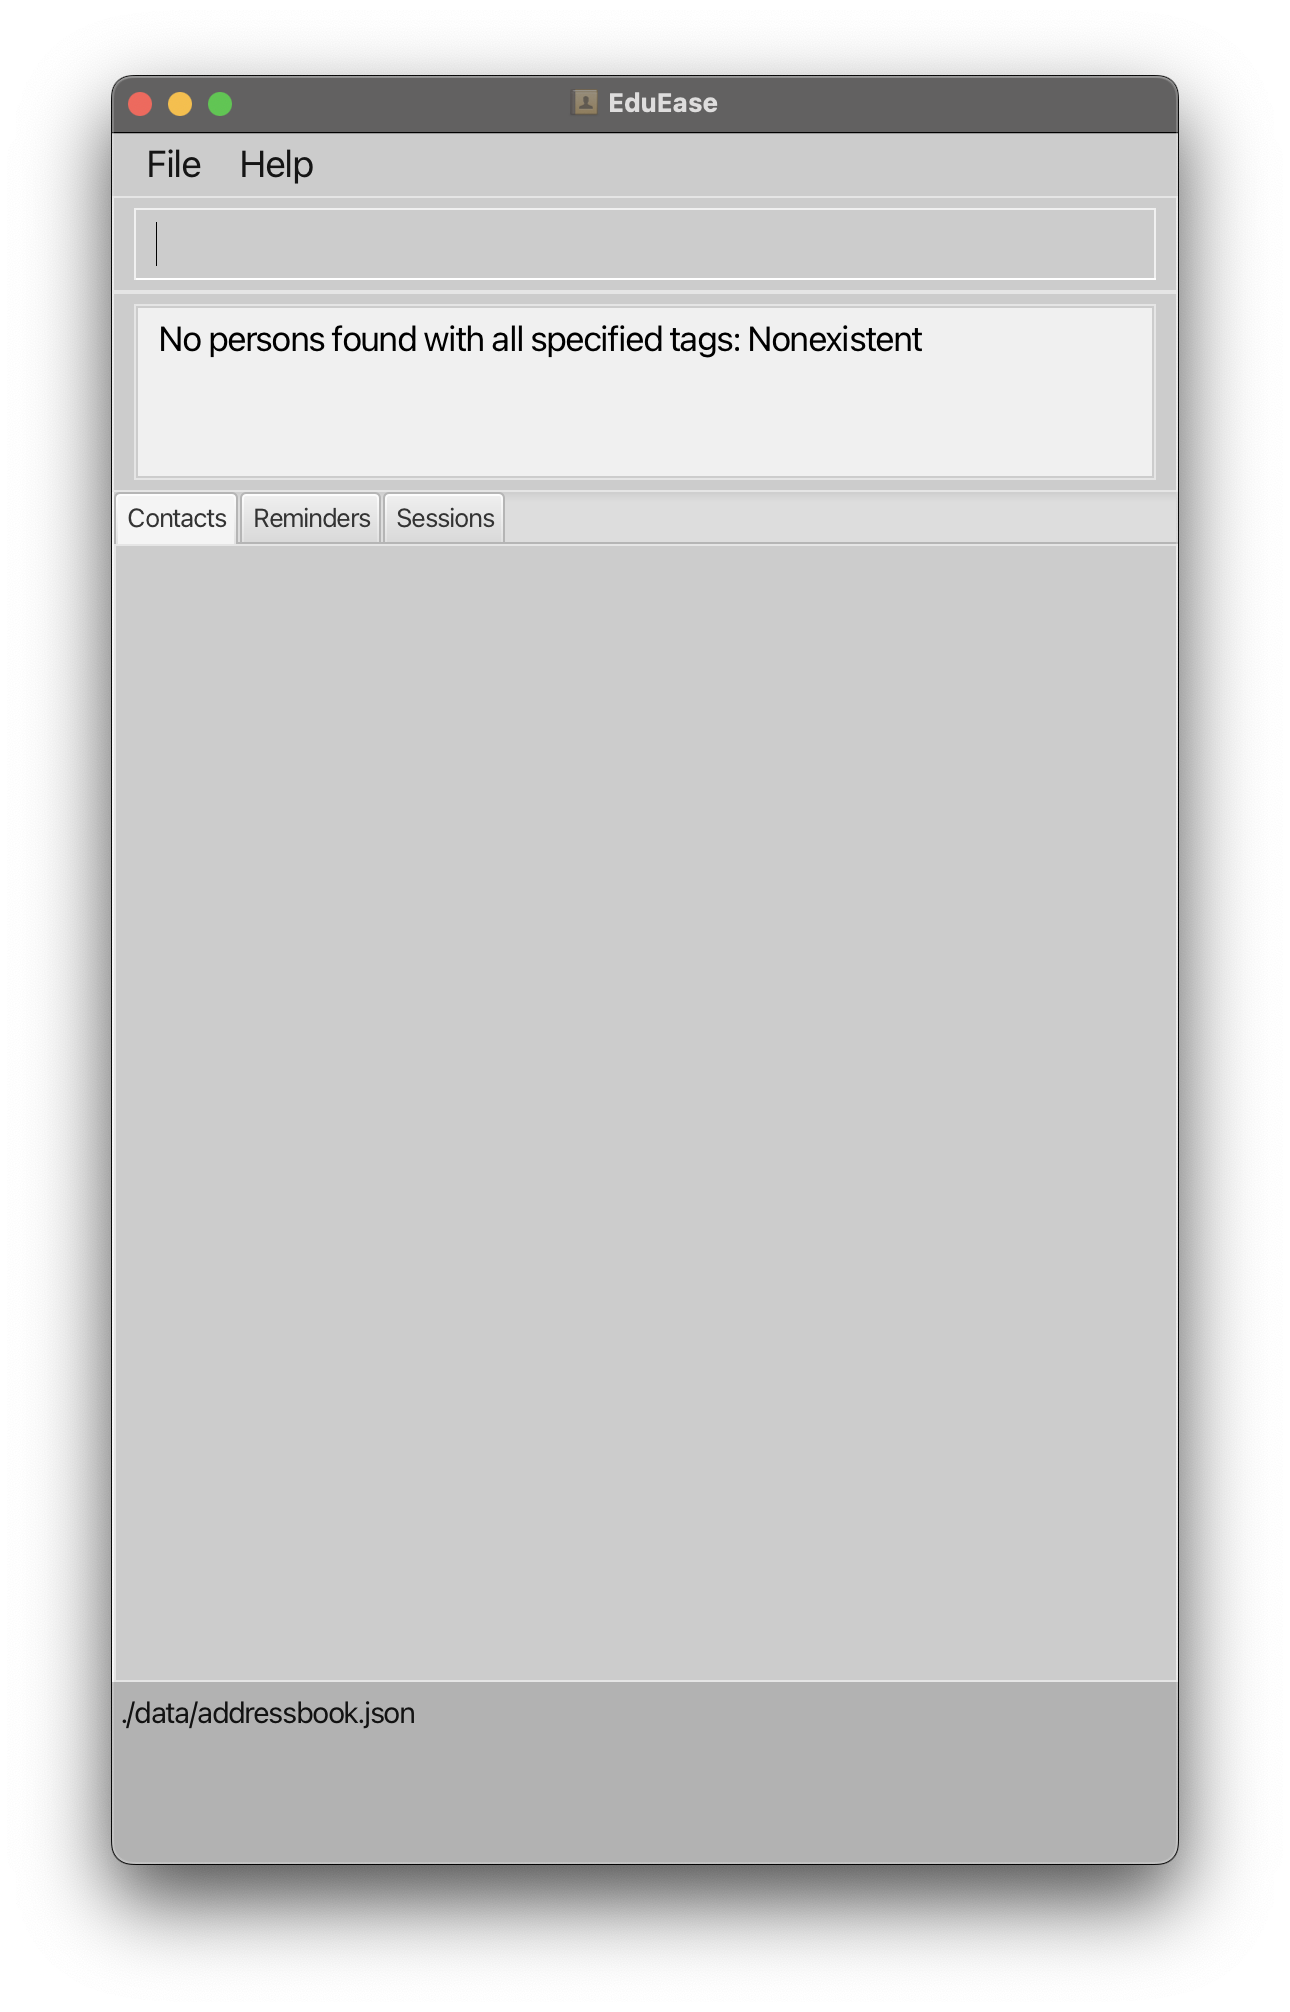 EduEase
File Help
No persons found with all specified tags: Nonexistent
Contacts Reminders Sessions
./data/addressbook.json